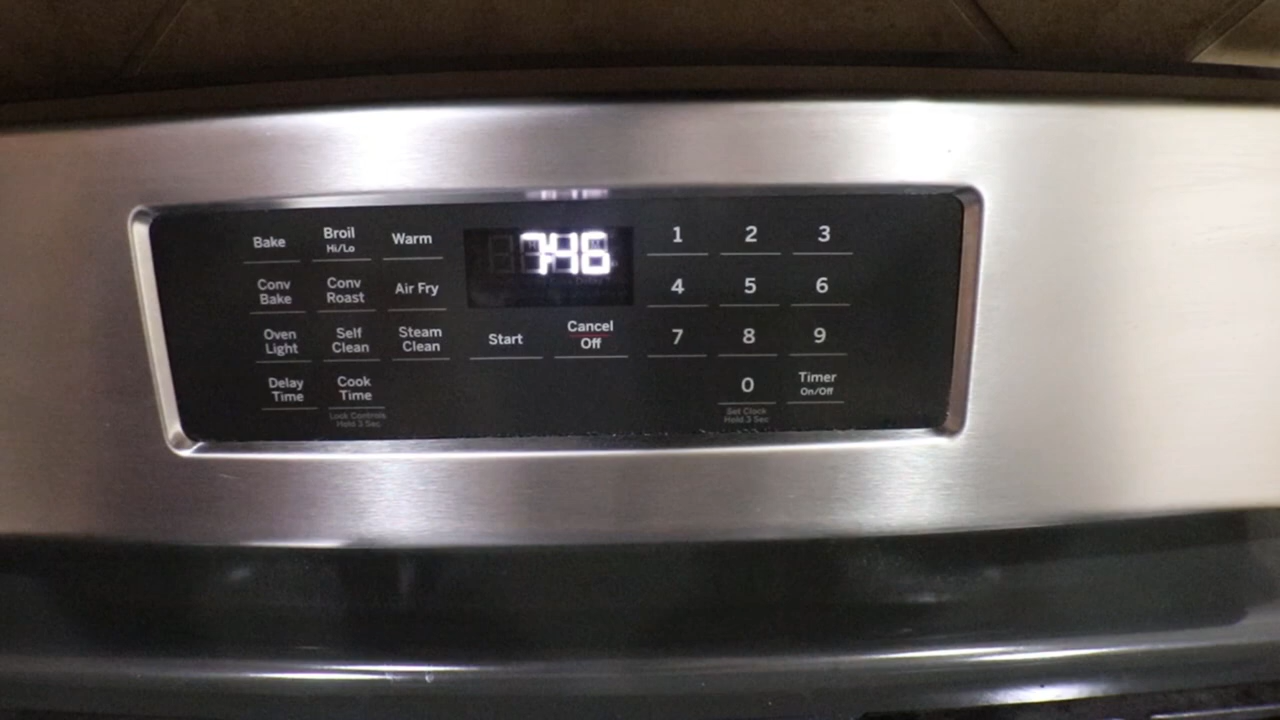 Bake
Broil
Hi/Lo
Warm
7:46
1
2
3
Conv
Bake
Conv
Roast
Air Fry
4
5
6
Oven
Light
Self
Clean
Steam
Clean
Start
Cancel
Off
7
8
9
Delay
Time
Cook
Time
Lock Controls
Hold 3 Sec
0
Set Clock
Hold 3 Sec
Timer
On/Off